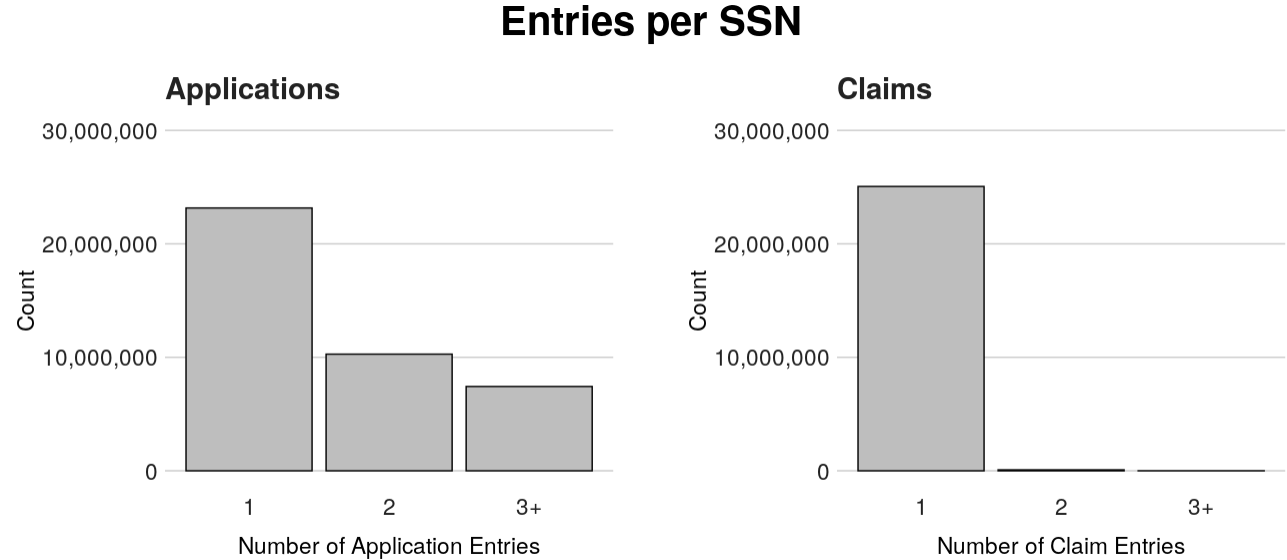 Entries per SSN
Applications
30,000,000
20,000,000
10,000,000
0
Count
1 2 3+
Number of Application Entries
Claims
30,000,000
20,000,000
10,000,000
0
Count
1 2 3+
Number of Claim Entries